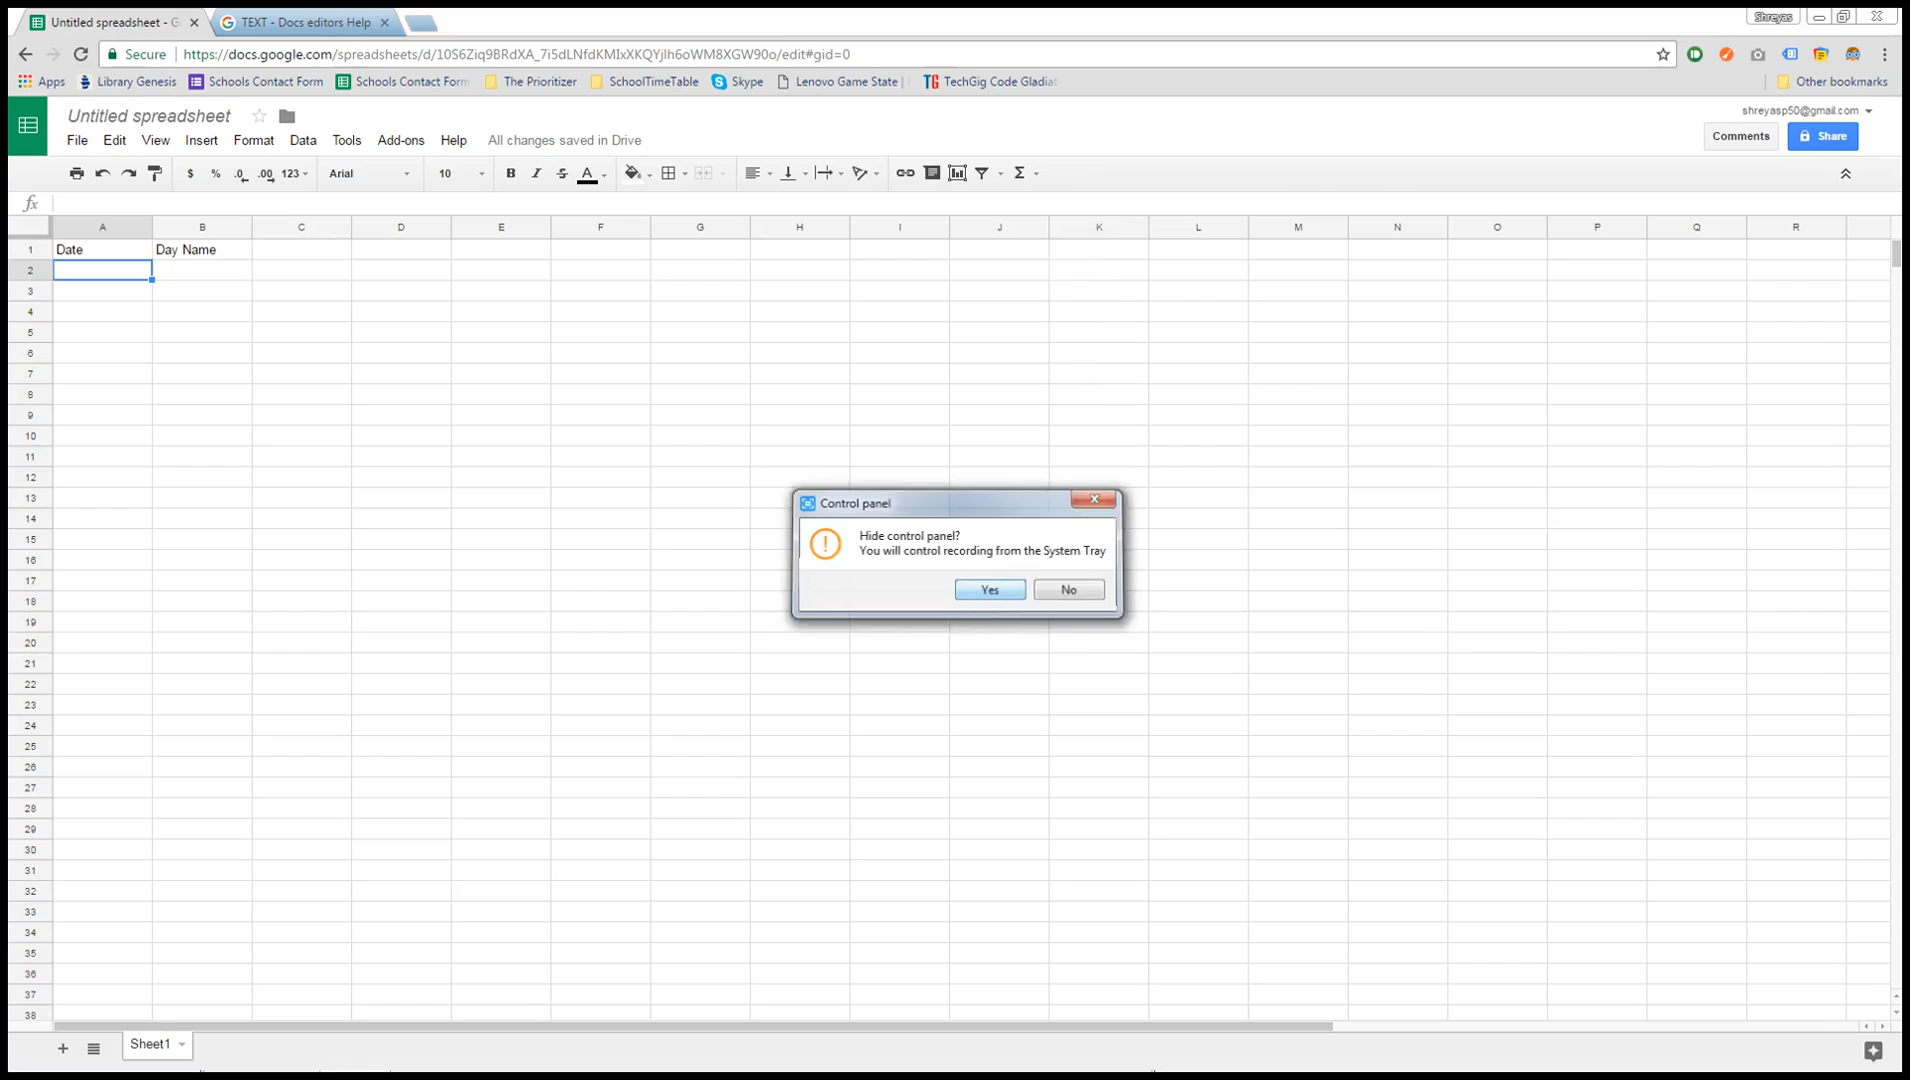 Untitled spreadsheet - G
TEXT - Docs editors Help
Shreyas
Secure
https://docs.google.com/spreadsheets/d/10S6Ziq9BRdXA_7i5dLNfdKMIxXKQYjIh6oWM8XGW90o/edit#gid=0
Apps
Library Genesis
Schools Contact Form
Schools Contact Form
The Prioritizer
SchoolTimeTable
Skype
Lenovo Game State |
TechGig Code Gladiat
Other bookmarks
Untitled spreadsheet
shreyasp50@gmail.com
File Edit View Insert Format Data Tools Add-ons Help All changes saved in Drive
Comments
Share
$ % .0 .00 123 Arial 10 B I S A Σ
fx
A B C D E F G H I J K L M N O P Q R
1 Date Day Name
2
3
4
5
6
7
8
9
10
11
12
13
14
15
16
17
18
19
20
21
22
23
24
25
26
27
28
29
30
31
32
33
34
35
36
37
38
Control panel
Hide control panel?
You will control recording from the System Tray
Yes
No
Sheet1